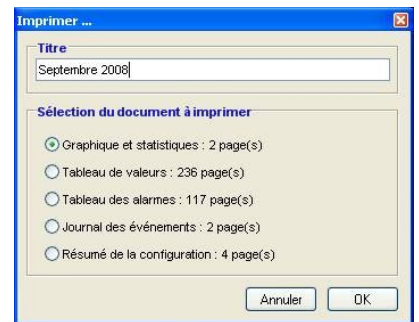 Imprimer ...
Titre
Septembre 2008
Sélection du document à imprimer
Graphique et statistiques : 2 page(s)
Tableau de valeurs : 236 page(s)
Tableau des alarmes : 117 page(s)
Journal des événements : 2 page(s)
Résumé de la configuration : 4 page(s)
Annuler OK